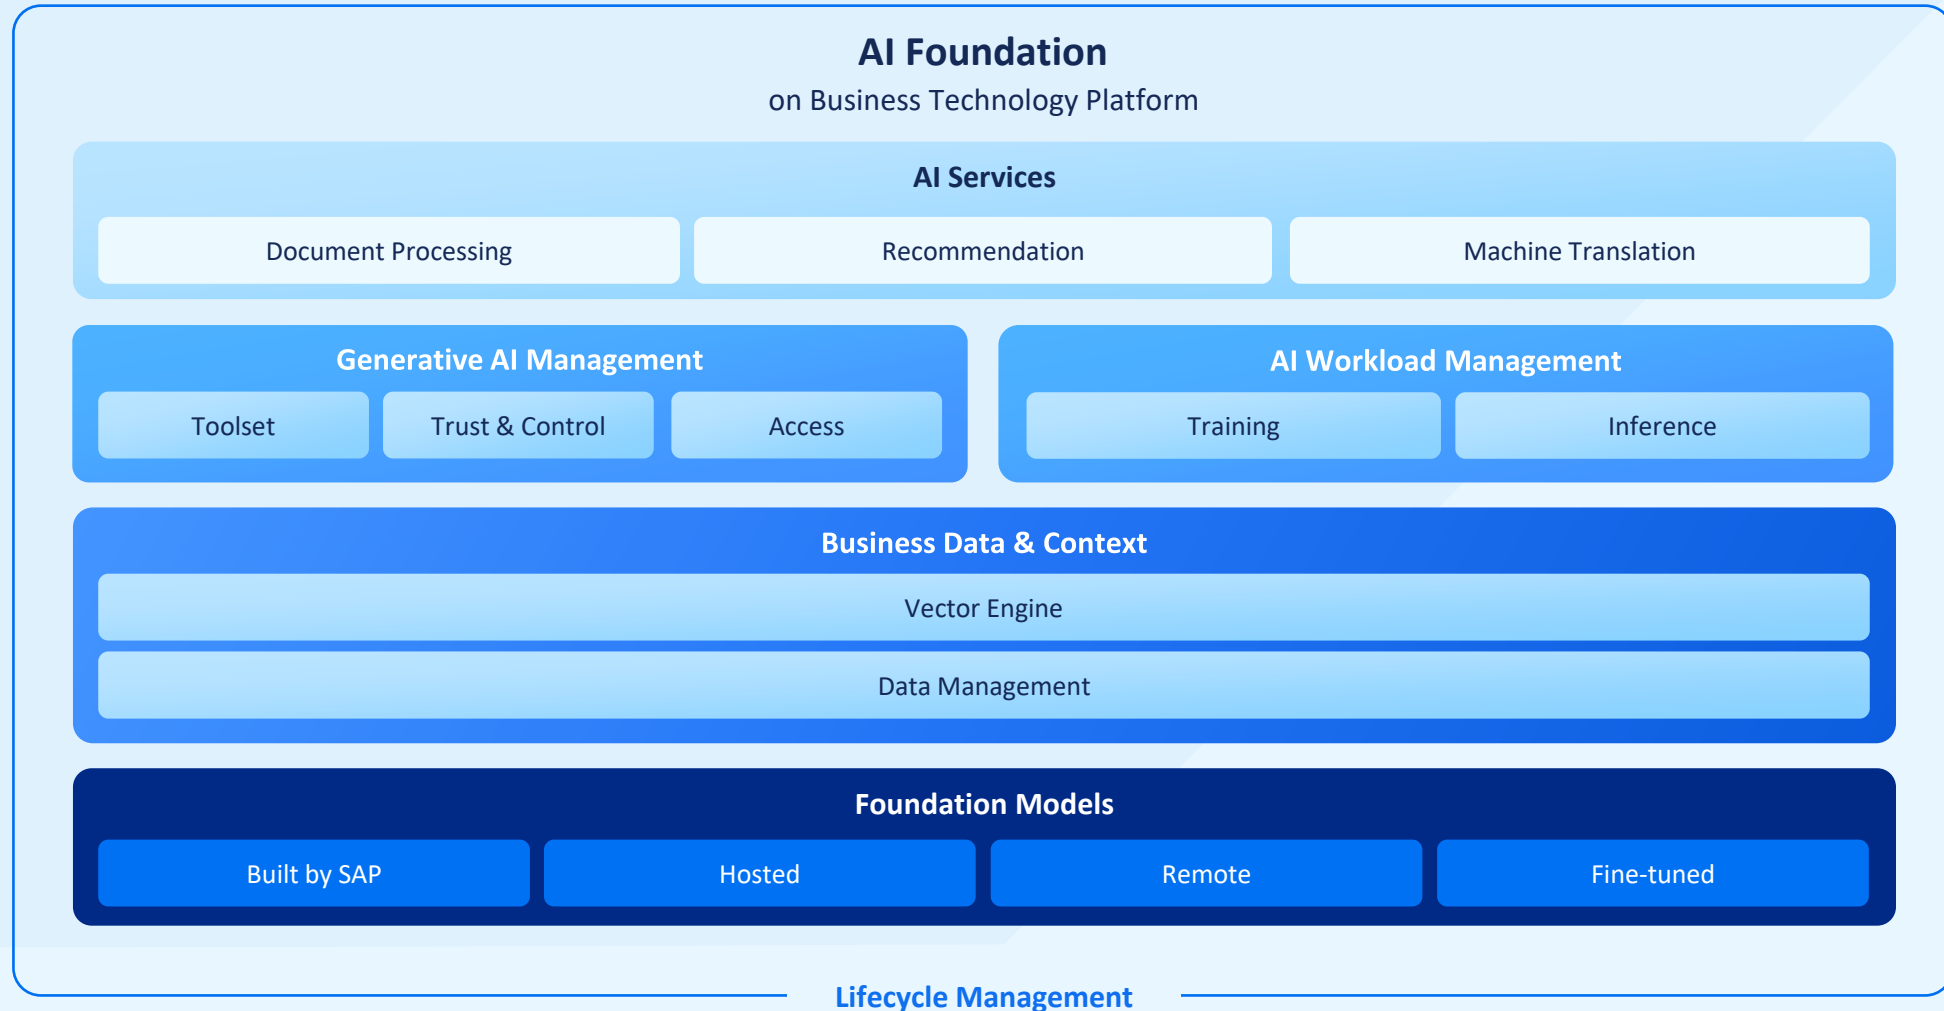 AI Foundation
on Business Technology Platform
AI Services
Document Processing
Recommendation
Machine Translation
Generative AI Management
Toolset
Trust & Control
Access
AI Workload Management
Training
Inference
Business Data & Context
Vector Engine
Data Management
Foundation Models
Built by SAP
Hosted
Remote
Fine-tuned
Lifecycle Management